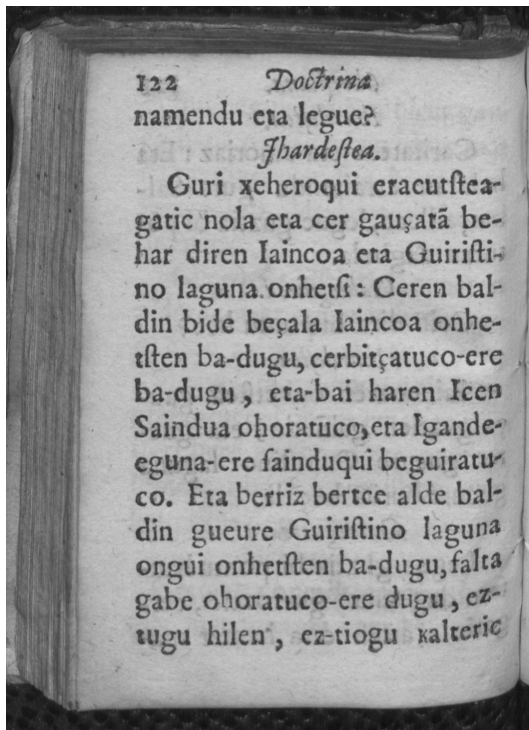 122 Doctrina
namendu eta legue?
Jhardeſtea.
Guri xeheroqui eracutſtea-
gatic nola eta cer gauçatã be-
har diren Iaincoa eta Guiriſti-
no laguna onhetſi: Ceren bal-
din bide beçala Iaincoa onhe-
tſten ba-dugu, cerbitçatuco-ere
ba-dugu, eta-bai haren Icen
Saindua ohoratuco, eta Igande-
eguna-ere ſainduqui beguiratu-
co. Eta berriz bertce alde bal-
din gueure Guiriſtino laguna
ongui onhetſten ba-dugu, falta
gabe ohoratuco-ere dugu, ez-
tugu hilen, ez-tiogu kalteric